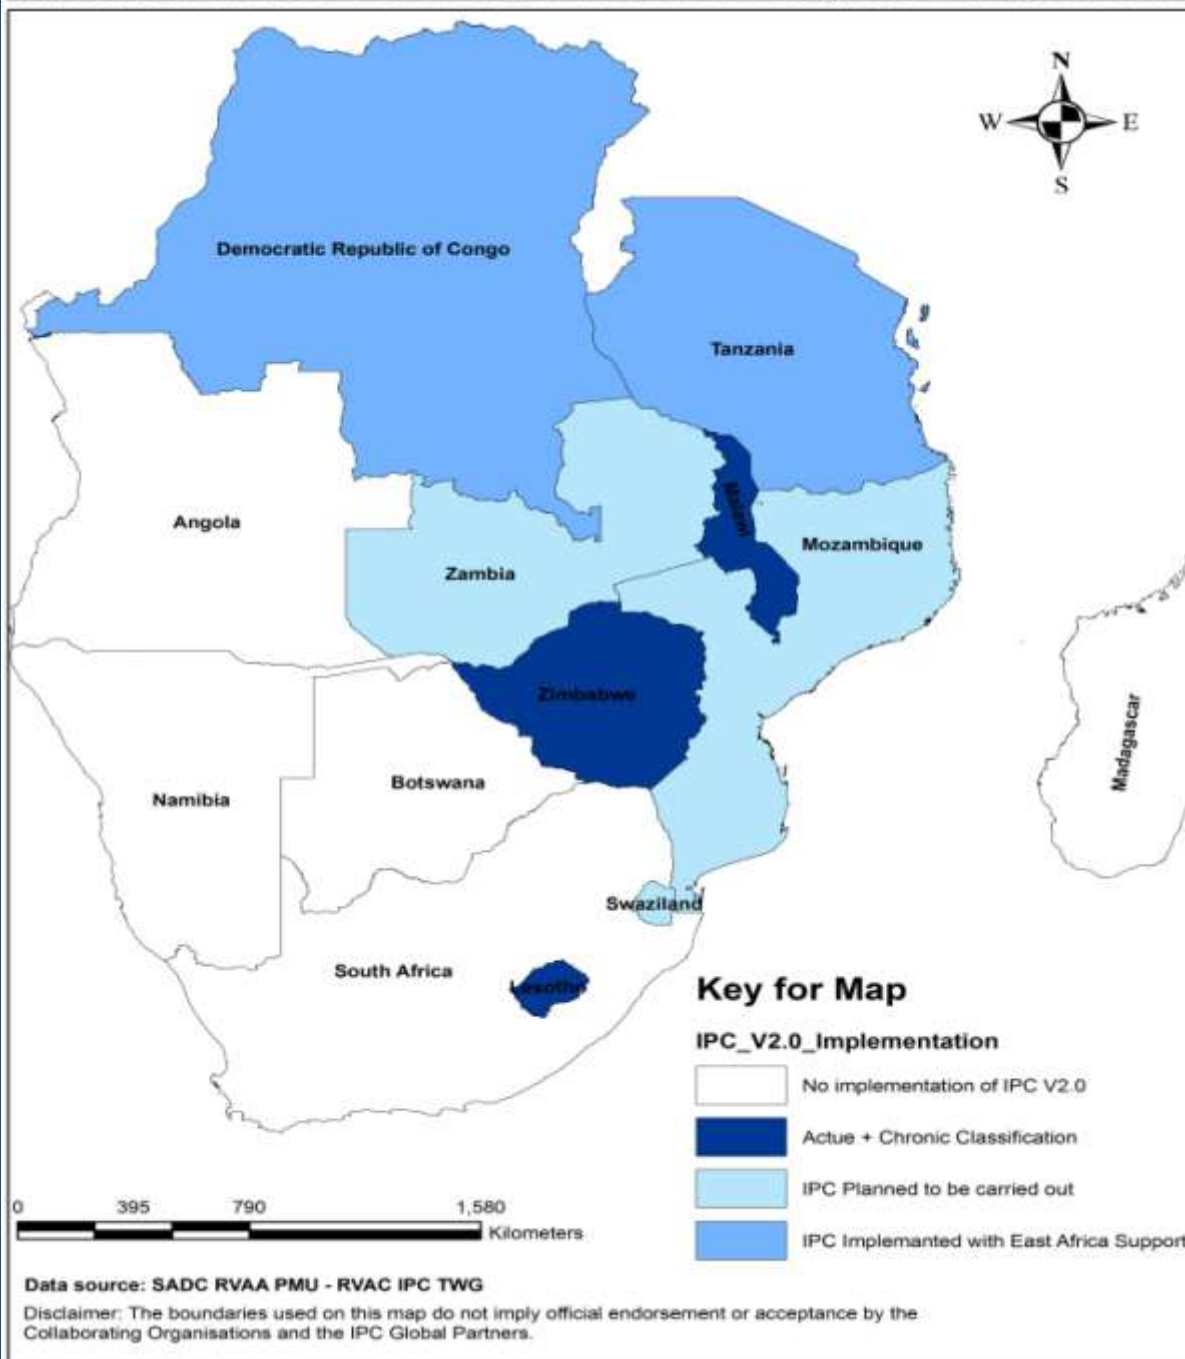 N
W E
S
Democratic Republic of Congo
Tanzania
Malawi
Angola
Mozambique
Zambia
Zimbabwe
Madagascar
Botswana
Namibia
Swaziland
South Africa
Lesotho
Key for Map
IPC_V2.0_Implementation
No implementation of IPC V2.0
Actue + Chronic Classification
IPC Planned to be carried out
IPC Implemanted with East Africa Support
0 395 790 1,580
Kilometers
Data source: SADC RVAA PMU - RVAC IPC TWG
Disclaimer: The boundaries used on this map do not imply official endorsement or acceptance by the
Collaborating Organisations and the IPC Global Partners.